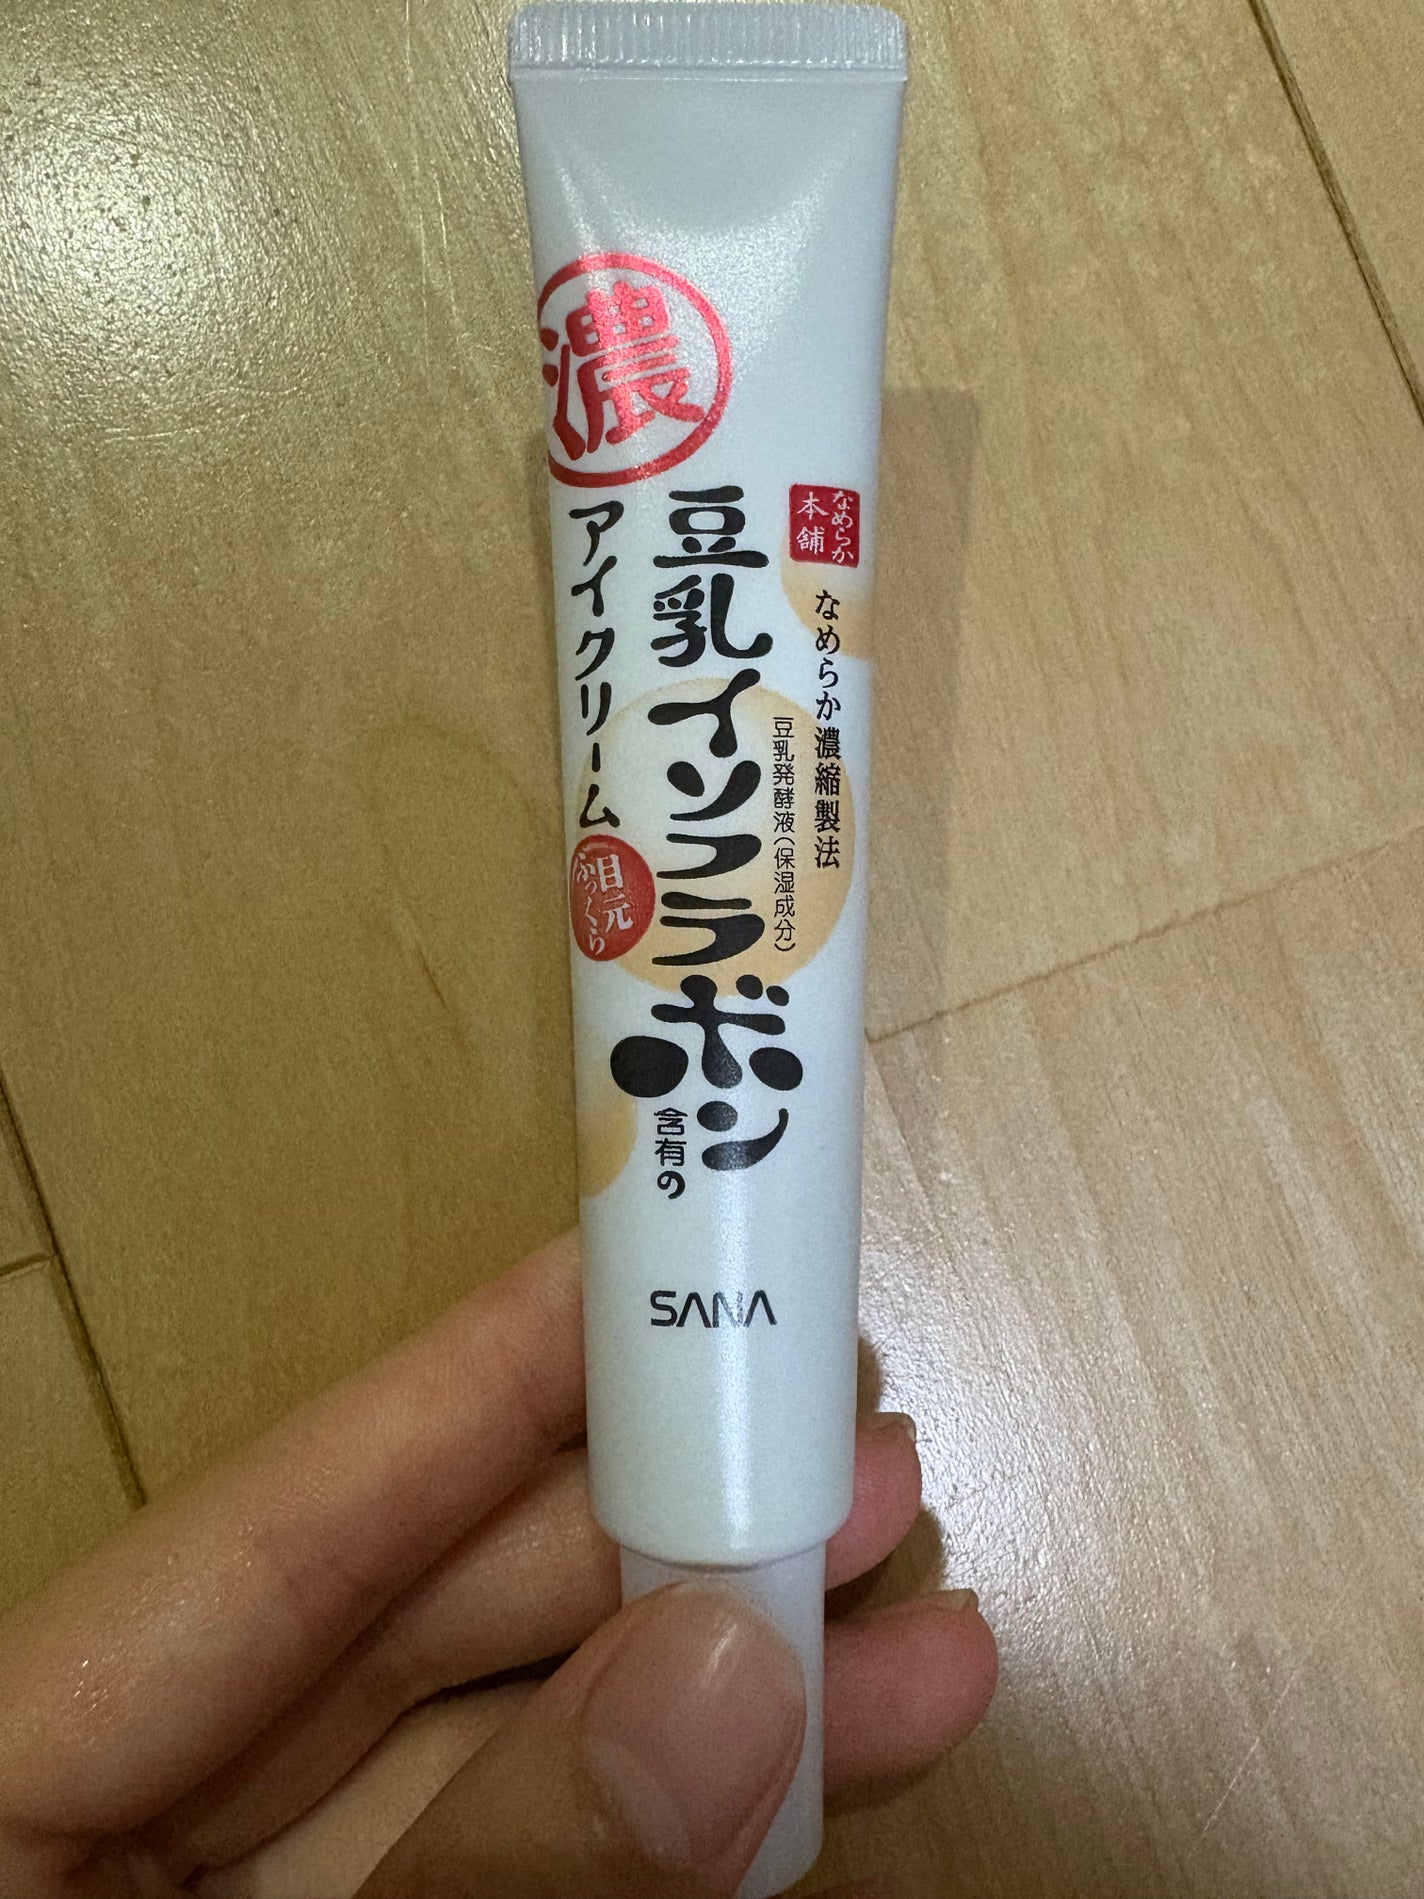 濃
なめらか
本舗
なめらか濃縮製法
豆乳発酵液(保湿成分)
豆乳イソフラボン
含有の
アイクリーム
目元
ふっくら
SANA